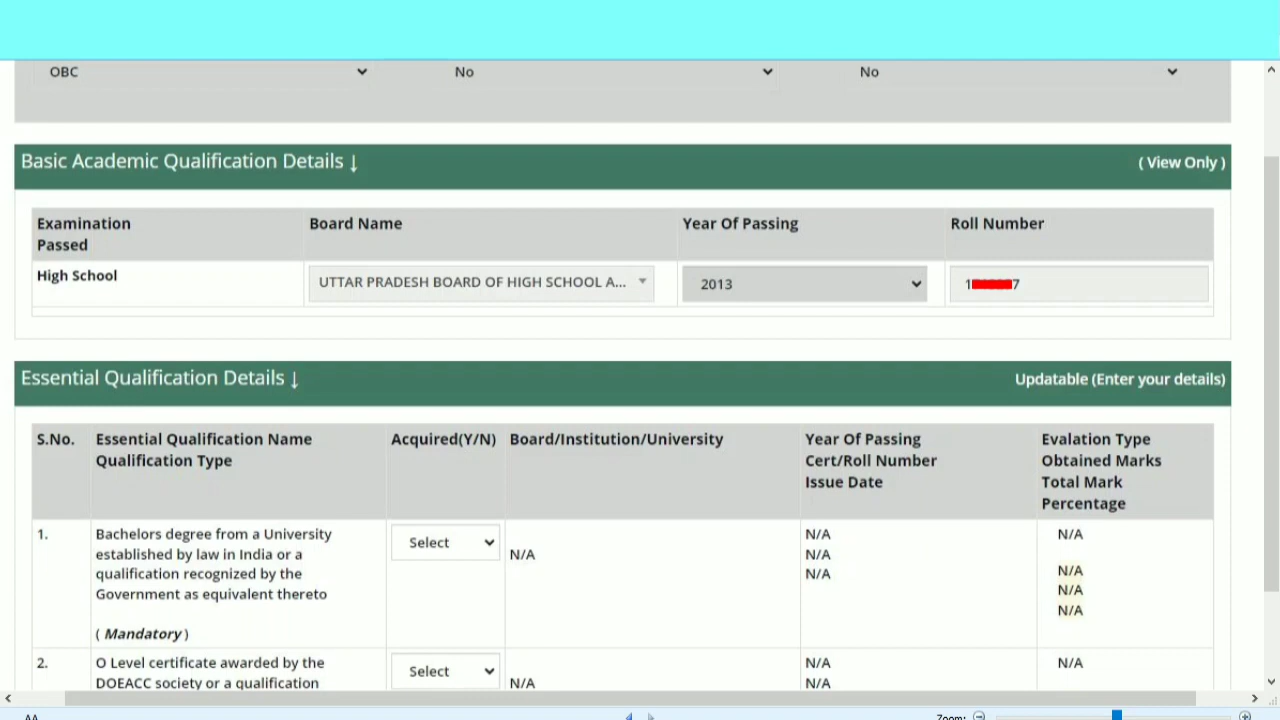 OBC No No
Basic Academic Qualification Details ↓ ( View Only )
Examination Passed Board Name Year Of Passing Roll Number
High School UTTAR PRADESH BOARD OF HIGH SCHOOL A... 2013 1 7
Essential Qualification Details ↓ Updatable (Enter your details)
S.No. Essential Qualification Name Acquired(Y/N) Board/Institution/University Year Of Passing Evalation Type
Qualification Type Cert/Roll Number Obtained Marks
Issue Date Total Mark
Percentage
1. Bachelors degree from a University Select N/A N/A
established by law in India or a N/A N/A
qualification recognized by the N/A N/A
Government as equivalent thereto N/A
N/A
( Mandatory )
2. O Level certificate awarded by the Select N/A N/A
DOEACC society or a qualification N/A N/A
Zoom: